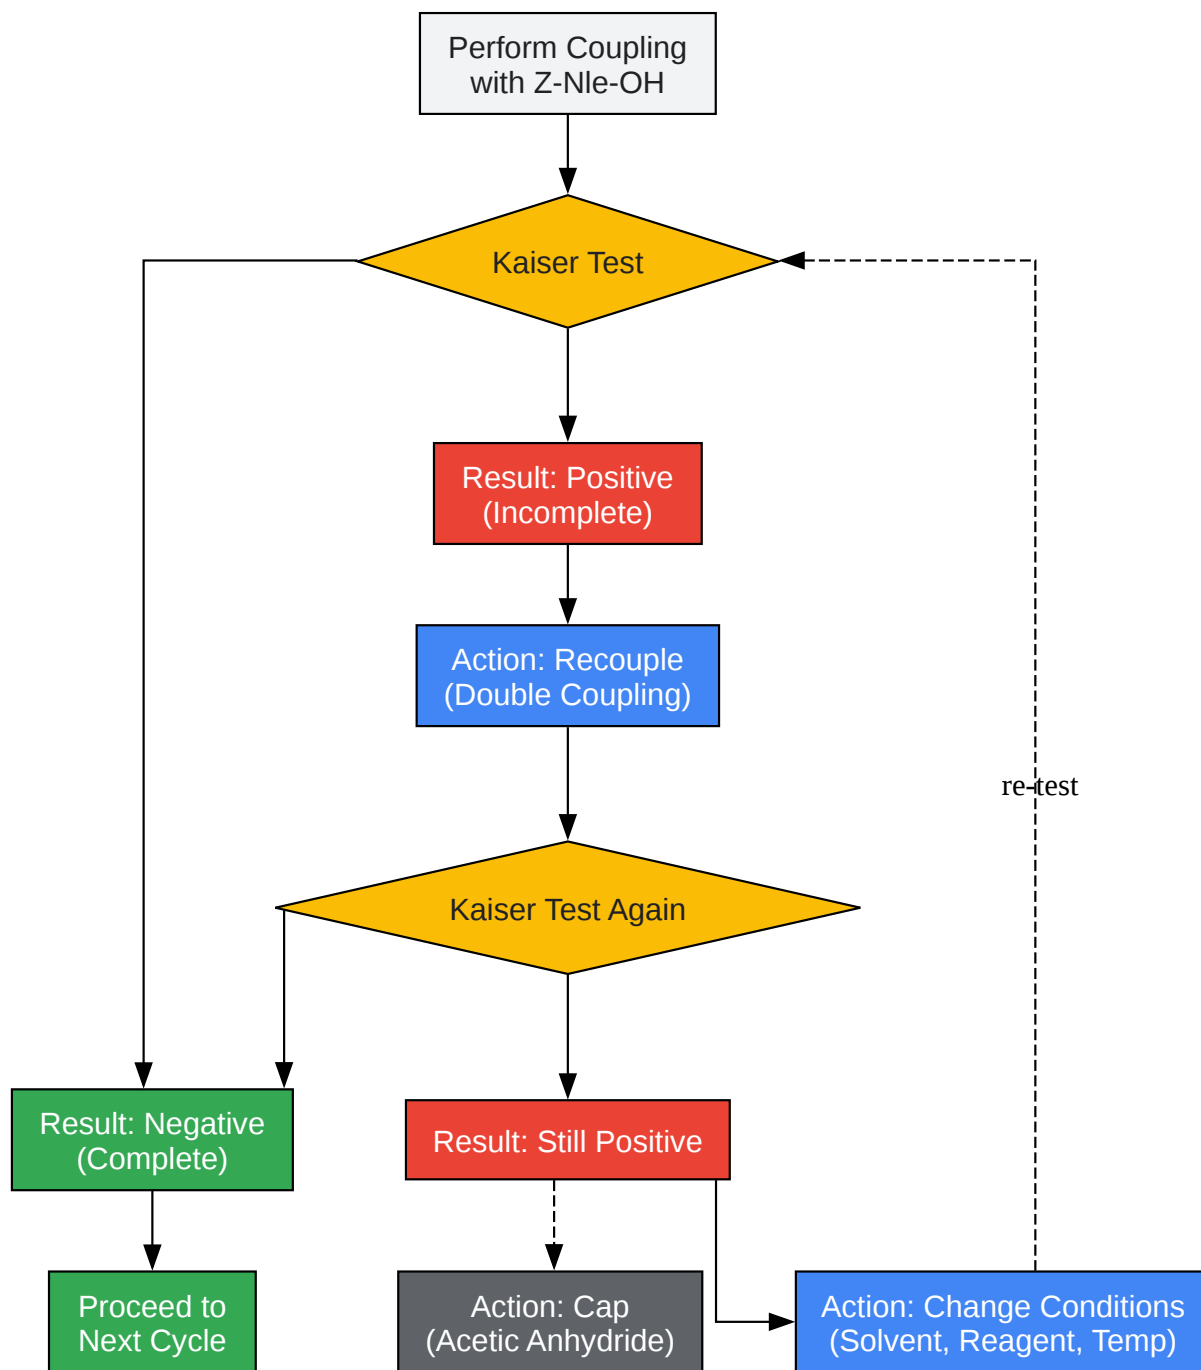 Perform Coupling
with Z-Nle-OH
Kaiser Test
Result: Positive
(Incomplete)
Action: Recouple
(Double Coupling)
re-test
Kaiser Test Again
Result: Negative
(Complete)
Result: Still Positive
Proceed to
Next Cycle
Action: Cap
(Acetic Anhydride)
Action: Change Conditions
(Solvent, Reagent, Temp)